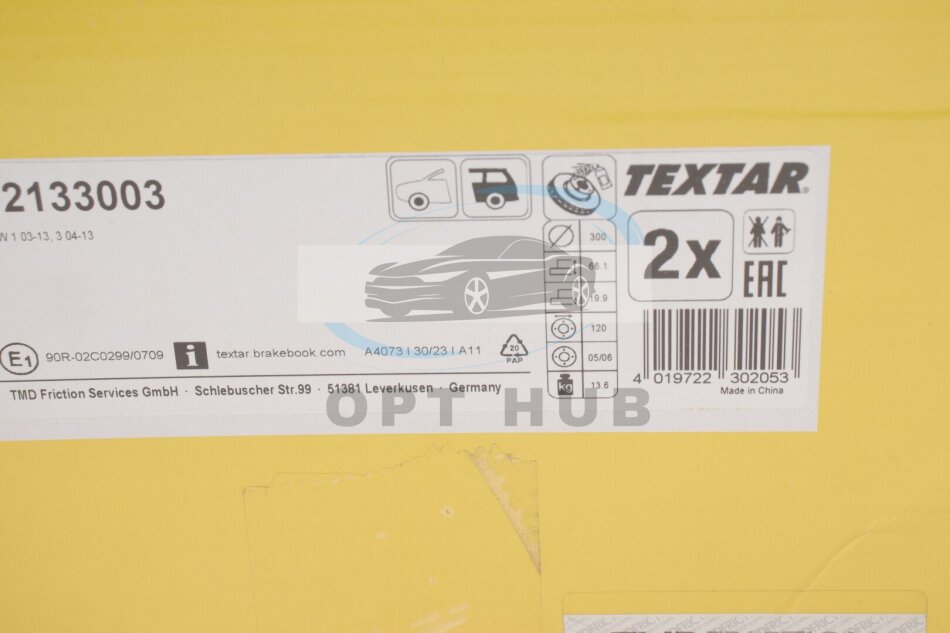 2133003
W 1 03-13, 3 04-13
TEXTAR®
2x
EAC
300
66.1
19.9
120
05/06
kg 13.6
E1 90R-02C0299/0709
i textar.brakebook.com
A4073 I 30/23 I A11
20
PAP
TMD Friction Services GmbH · Schlebuscher Str.99 · 51381 Leverkusen · Germany
4 019722 302053
Made in China
OPT HUB